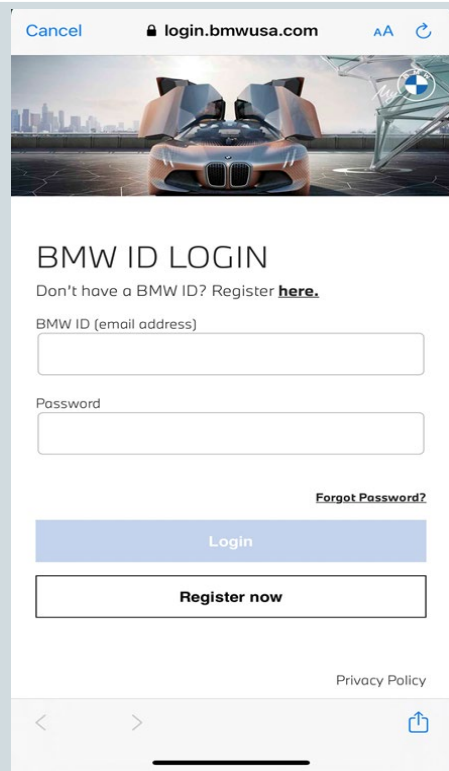 Cancel
login.bmwusa.com
AA
My
BMW ID LOGIN
Don't have a BMW ID? Register here.
BMW ID (email address)
Password
Forgot Password?
Login
Register now
Privacy Policy